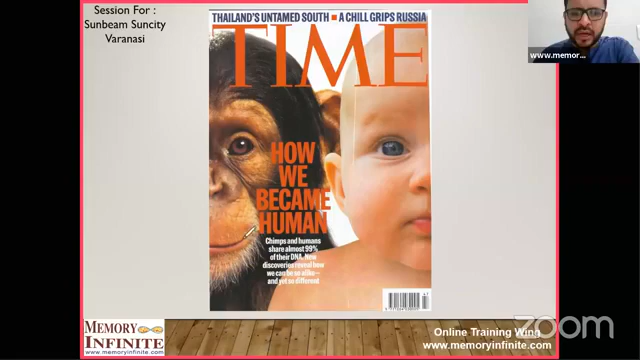 Session For :
Sunbeam Suncity
Varanasi
THAILAND'S UNTAMED SOUTH ■ A CHILL GRIPS RUSSIA
TIME
HOW
WE
BECAME
HUMAN
Chimps and humans
share almost 99%
of their DNA. New
discoveries reveal how
we can be so alike—
and yet so different
www.memor...
MEMORY
INFINITE
www.memoryinfinite.com
Online Training Wing
www.memoryinfinite.com
zoom